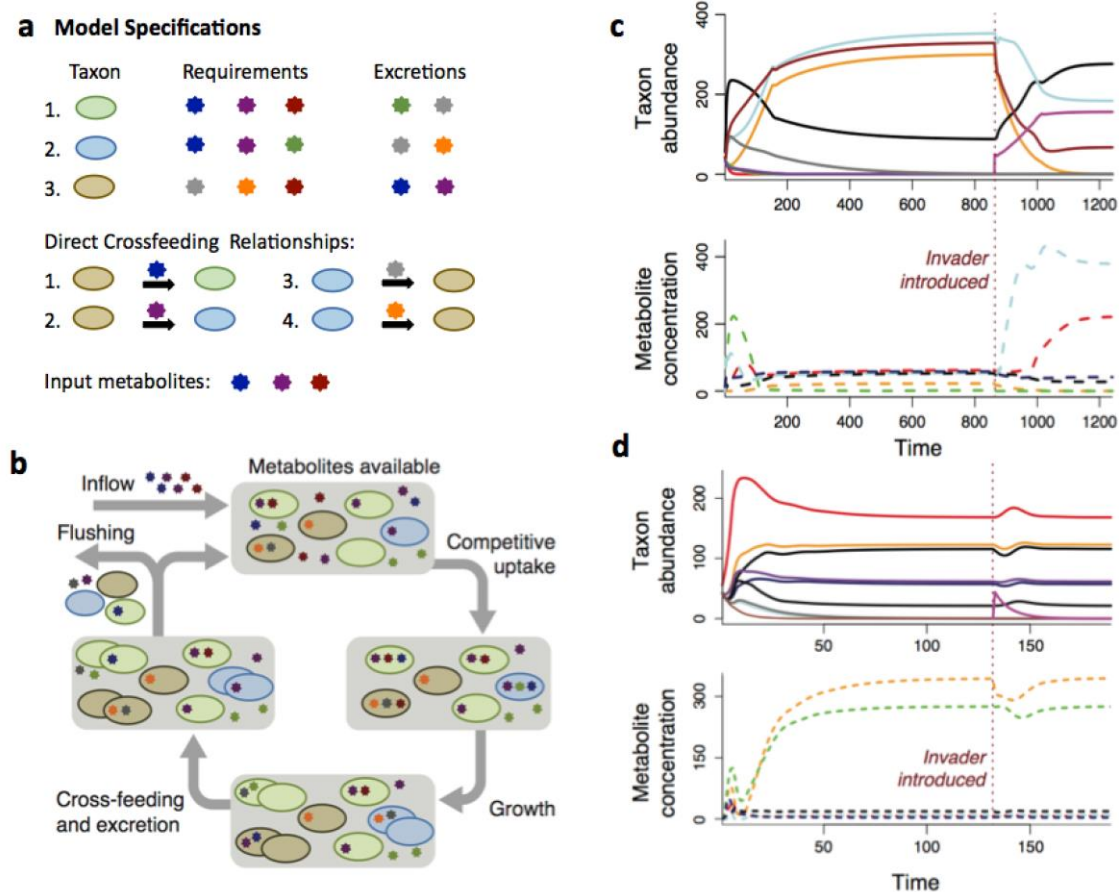 a Model Specifications
Taxon Requirements Excretions
1.
2.
3.
Direct Crossfeeding Relationships:
1. 3.
2. 4.
Input metabolites:
b
Inflow
Metabolites available
Flushing
Competitive
uptake
Cross-feeding
and excretion
Growth
c
Taxon
abundance
400
200
0
200 400 600 800 1000 1200
Metabolite
concentration
400
200
0
Invader
introduced
200 400 600 800 1000 1200
Time
d
Taxon
abundance
100
0
50 100 150
Metabolite
concentration
300
150
0
Invader
introduced
50 100 150
Time